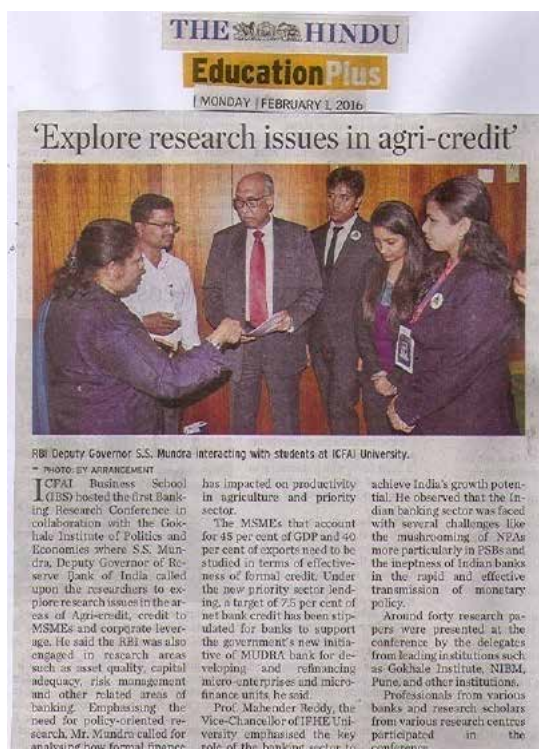 THE HINDU
EducationPlus
MONDAY | FEBRUARY 1, 2016
‘Explore research issues in agri-credit’
RBI Deputy Governor S.S. Mundra interacting with students at ICFAI University.
– PHOTO: BY ARRANGEMENT
ICFAI Business School
(IBS) hosted the first Bank-
ing Research Conference in
collaboration with the Gok-
hale Institute of Politics and
Economics where S.S. Mun-
dra, Deputy Governor of Re-
serve Bank of India called
upon the researchers to ex-
plore research issues in the ar-
eas of Agri-credit, credit to
MSMEs and corporate lever-
age. He said the RBI was also
engaged in research areas
such as asset quality, capital
adequacy, risk management
and other related areas of
banking. Emphasising the
need for policy-oriented re-
search, Mr. Mundra called for
analysing how formal finance
has impacted on productivity
in agriculture and priority
sector.
The MSMEs that account
for 45 per cent of GDP and 40
per cent of exports need to be
studied in terms of effective-
ness of formal credit. Under
the new priority sector lend-
ing, a target of 7.5 per cent of
net bank credit has been stip-
ulated for banks to support
the government's new initia-
tive of MUDRA bank for de-
veloping and refinancing
micro-enterprises and micro-
finance units, he said.
Prof. Mahender Reddy, the
Vice-Chancellor of IFHE Uni-
versity emphasised the key
role of the banking sector to
achieve India's growth poten-
tial. He observed that the In-
dian banking sector was faced
with several challenges like
the mushrooming of NPAs
more particularly in PSBs and
the ineptness of Indian banks
in the rapid and effective
transmission of monetary
policy.
Around forty research pa-
pers were presented at the
conference by the delegates
from leading institutions such
as Gokhale Institute, NIBM,
Pune, and other institutions.
Professionals from various
banks and research scholars
from various research centres
participated in the
conference.